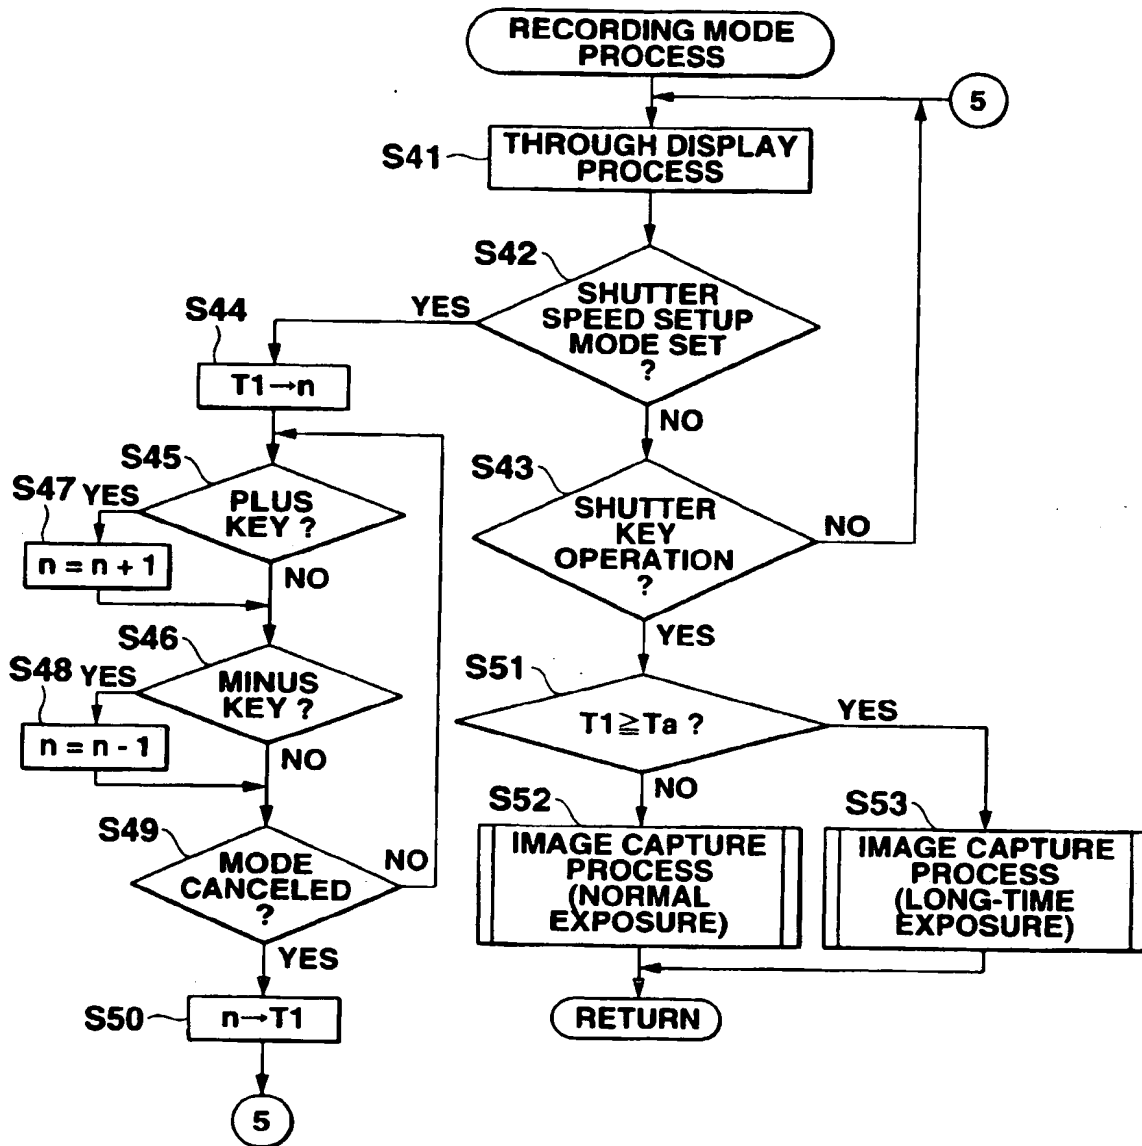 RECORDING MODE
PROCESS
5
S41
THROUGH DISPLAY
PROCESS
S42
SHUTTER
SPEED SETUP
MODE SET
?
YES
NO
S44
T1→n
S45
PLUS
KEY ?
YES
NO
S47
n = n + 1
S46
MINUS
KEY ?
YES
NO
S48
n = n - 1
S49
MODE
CANCELED
?
NO
YES
S50
n→T1
5
S43
SHUTTER
KEY
OPERATION
?
NO
YES
S51
T1≧Ta ?
YES
NO
S52
IMAGE CAPTURE
PROCESS
(NORMAL
EXPOSURE)
S53
IMAGE CAPTURE
PROCESS
(LONG-TIME
EXPOSURE)
RETURN